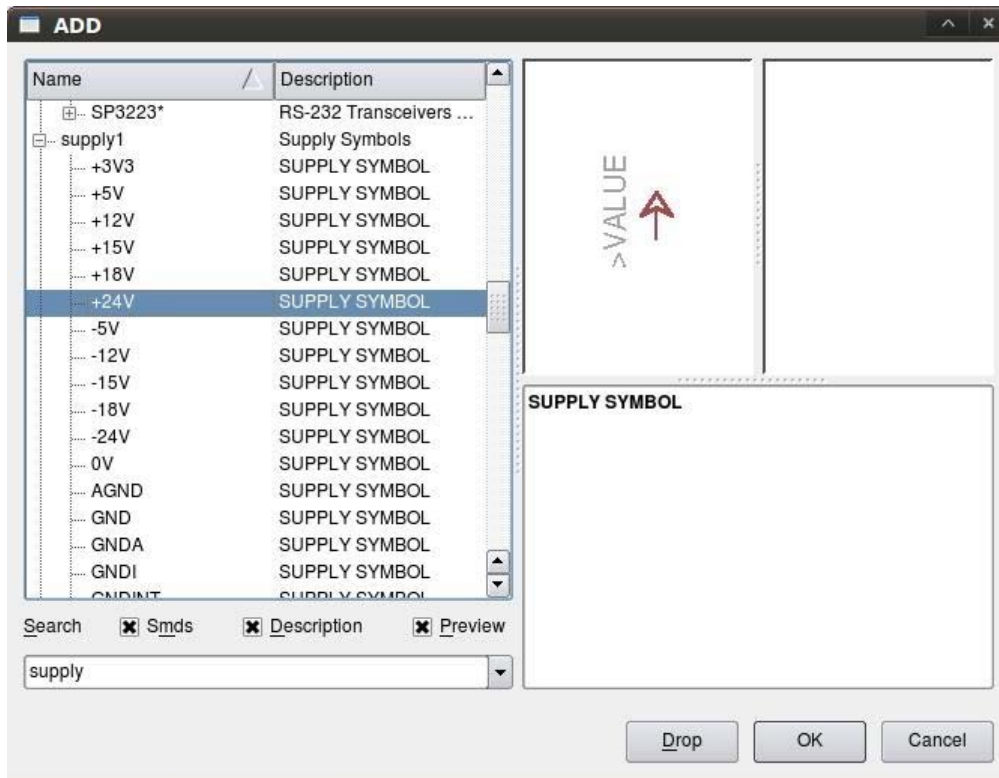 ADD
Name Description
SP3223* RS-232 Transceivers ...
supply1 Supply Symbols
+3V3 SUPPLY SYMBOL
+5V SUPPLY SYMBOL
+12V SUPPLY SYMBOL
+15V SUPPLY SYMBOL
+18V SUPPLY SYMBOL
+24V SUPPLY SYMBOL
-5V SUPPLY SYMBOL
-12V SUPPLY SYMBOL
-15V SUPPLY SYMBOL
-18V SUPPLY SYMBOL
-24V SUPPLY SYMBOL
0V SUPPLY SYMBOL
AGND SUPPLY SYMBOL
GND SUPPLY SYMBOL
GNDA SUPPLY SYMBOL
GNDI SUPPLY SYMBOL
GNDINT SUPPLY SYMBOL
Search Smds Description Preview
supply
>VALUE
SUPPLY SYMBOL
Drop OK Cancel